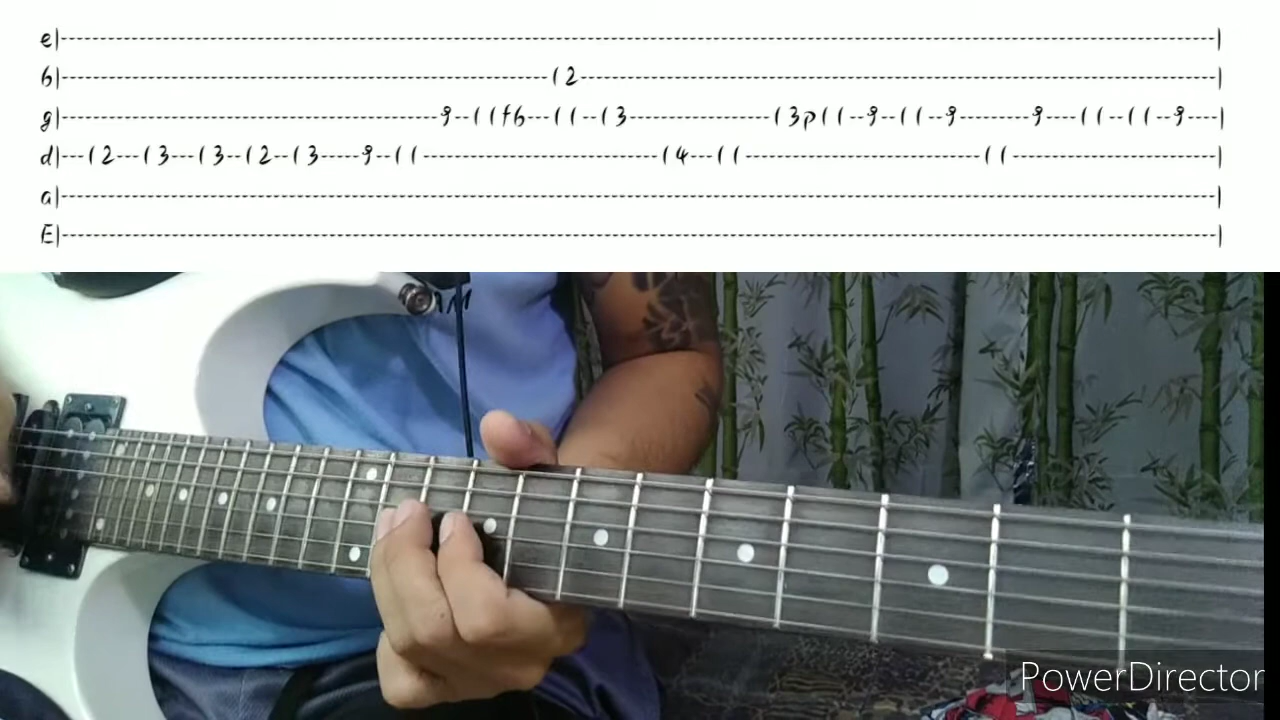 e|------------------------------------------------------------------------|
b|-------------------------------12---------------------------------------|
g|------------------------9--11fb--11--13---------13p11--9--11--9-----9---11--11--9---|
d|--12---13---13--12--13----9--11---------------14---11---------------11-------------|
a|------------------------------------------------------------------------|
E|------------------------------------------------------------------------|
PowerDirector